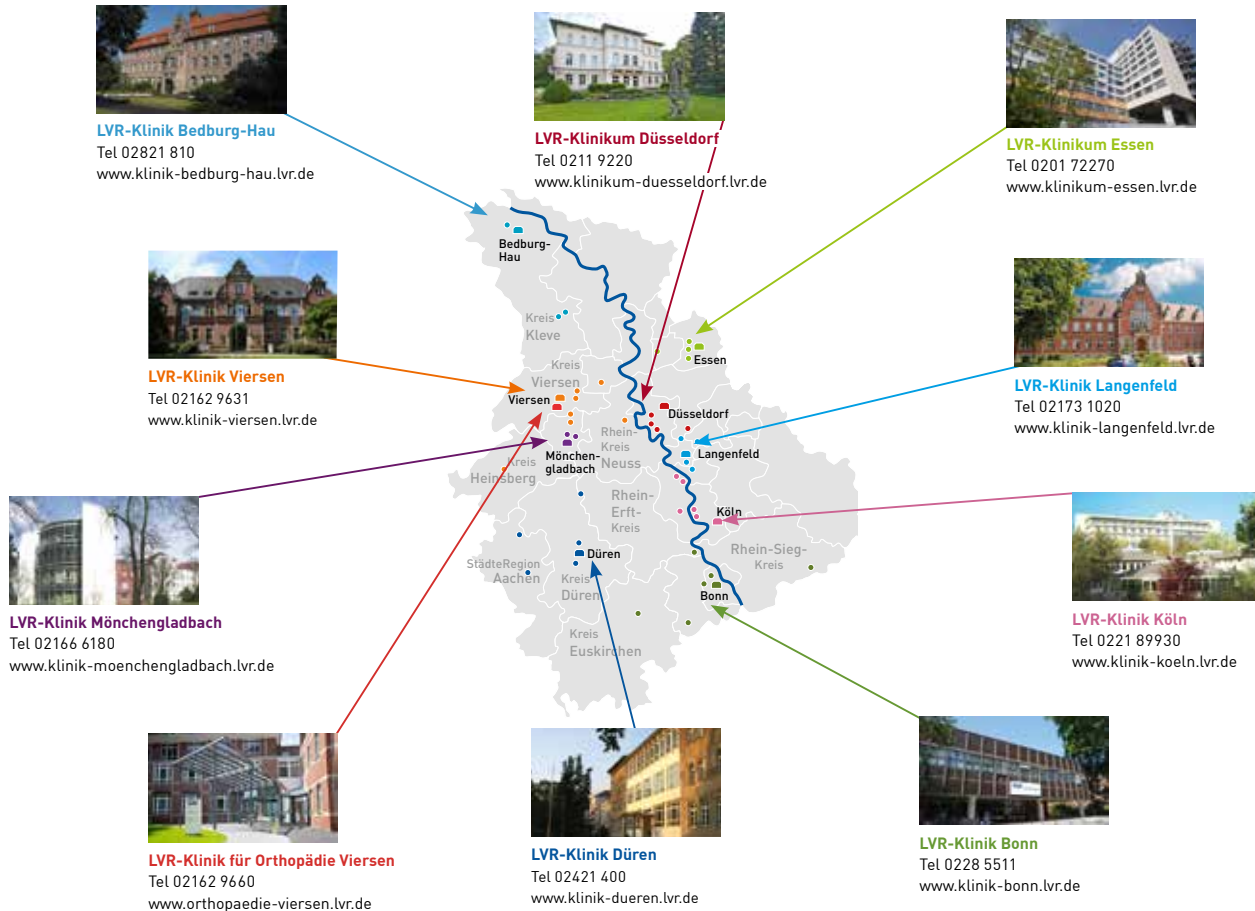 LVR-Klinik Bedburg-Hau
Tel 02821 810
www.klinik-bedburg-hau.lvr.de
LVR-Klinikum Düsseldorf
Tel 0211 9220
www.klinikum-duesseldorf.lvr.de
LVR-Klinikum Essen
Tel 0201 72270
www.klinikum-essen.lvr.de
LVR-Klinik Viersen
Tel 02162 9631
www.klinik-viersen.lvr.de
LVR-Klinik Langenfeld
Tel 02173 1020
www.klinik-langenfeld.lvr.de
Bedburg-
Hau
Kreis
Kleve
Essen
Kreis
Viersen
Viersen
Düsseldorf
Rhein-
Kreis
Neuss
Langenfeld
Mönchen-
gladbach
Kreis
Heinsberg
Rhein-
Erft-
Kreis
Köln
Rhein-Sieg-
Kreis
Düren
StädteRegion
Aachen
Kreis
Düren
Bonn
Kreis
Euskirchen
LVR-Klinik Mönchengladbach
Tel 02166 6180
www.klinik-moenchengladbach.lvr.de
LVR-Klinik Köln
Tel 0221 89930
www.klinik-koeln.lvr.de
LVR-Klinik für Orthopädie Viersen
Tel 02162 9660
www.orthopaedie-viersen.lvr.de
LVR-Klinik Düren
Tel 02421 400
www.klinik-dueren.lvr.de
LVR-Klinik Bonn
Tel 0228 5511
www.klinik-bonn.lvr.de